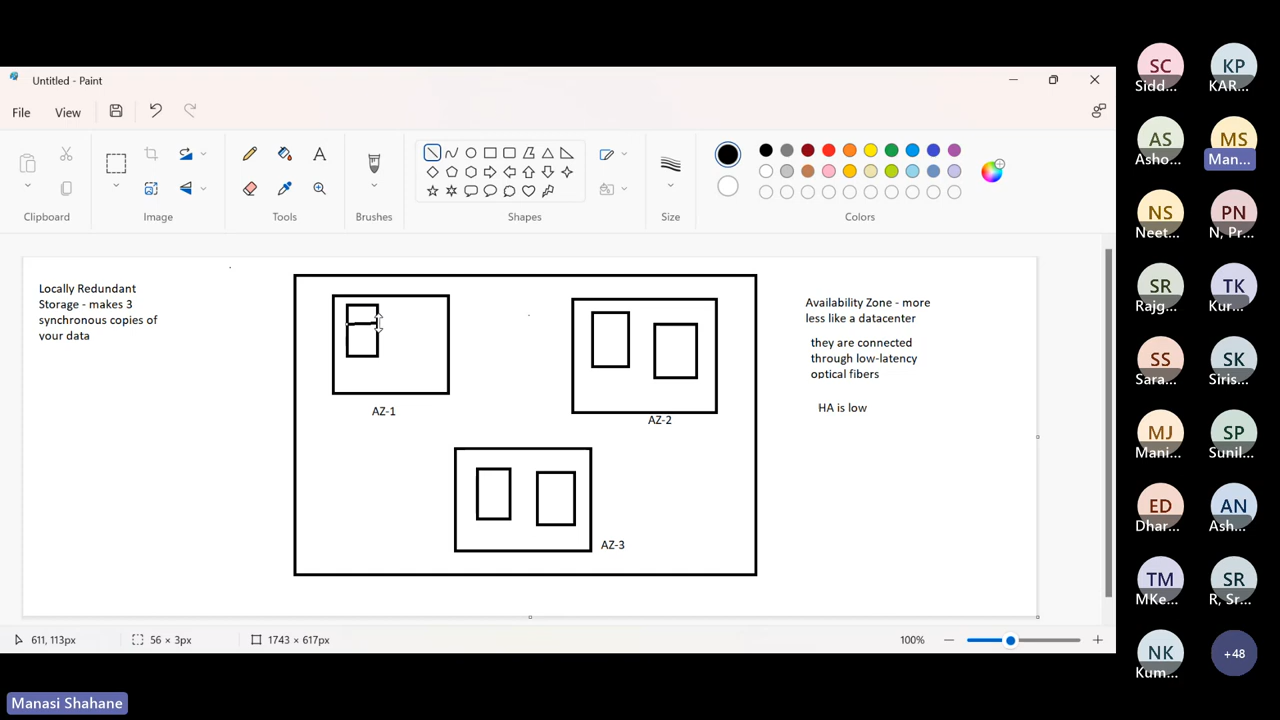 Untitled - Paint
File
View
Clipboard
Image
Tools
Brushes
Shapes
Size
Colors
Locally Redundant
Storage - makes 3
synchronous copies of
your data
AZ-1
AZ-2
AZ-3
Availability Zone - more
less like a datacenter
they are connected
through low-latency
optical fibers
HA is low
611, 113px
56 × 3px
1743 × 617px
100%
Manasi Shahane
SC
Sidd...
KP
KAR...
AS
Asho...
MS
Man...
NS
Neet...
PN
N, Pr...
SR
Rajg...
TK
Kur...
SS
Sara...
SK
Siris...
MJ
Mani...
SP
Sunil...
ED
Dhar...
AN
Ash...
TM
MKe...
SR
R, Sr...
NK
Kum...
+48